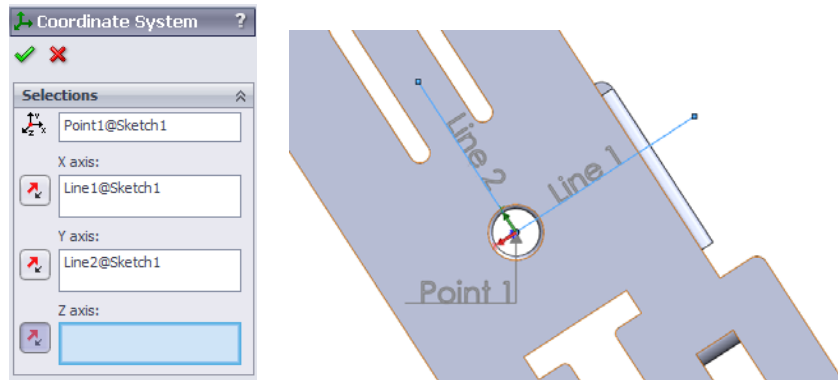 Coordinate System ?
Selections
Point1@Sketch1
X axis:
Line1@Sketch1
Y axis:
Line2@Sketch1
Z axis:
Line 2
Line 1
Point 1